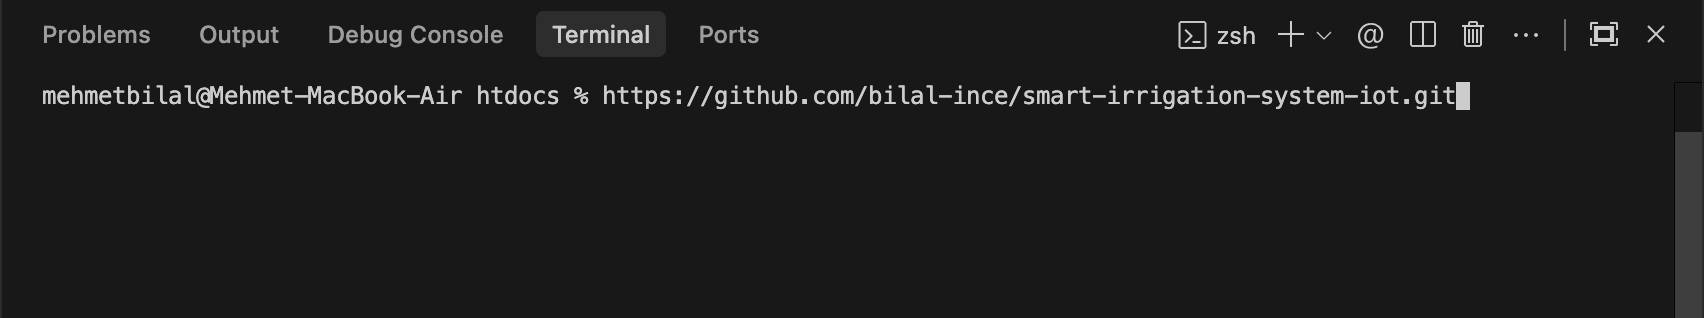 Problems Output Debug Console Terminal Ports zsh
mehmetbilal@Mehmet-MacBook-Air htdocs % https://github.com/bilal-ince/smart-irrigation-system-iot.git